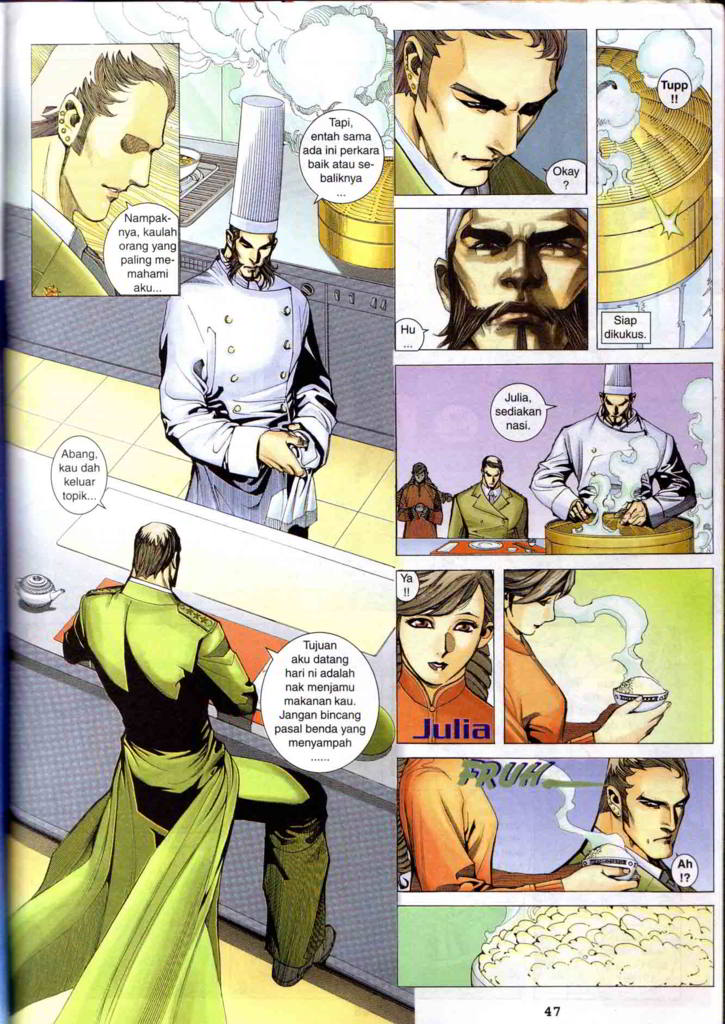 Nampak-
nya, kaulah
orang yang
paling me-
mahami
aku...
Tapi,
entah sama
ada ini perkara
baik atau se-
baliknya
...
Abang,
kau dah
keluar
topik...
Tujuan
aku datang
hari ni adalah
nak menjamu
makanan kau.
Jangan bincang
pasal benda yang
menyampah
......
Okay
?
Tupp
!!
Hu
...
Siap
dikukus.
Julia,
sediakan
nasi.
Ya
!!
Julia
FRUH
Ah
!?
47